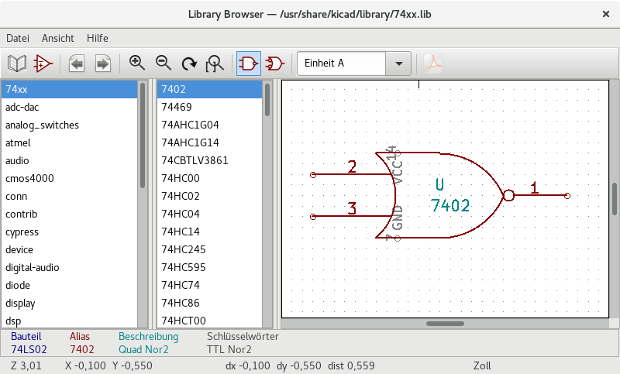 Library Browser — /usr/share/kicad/library/74xx.lib
Datei Ansicht Hilfe
Einheit A
74xx
adc-dac
analog_switches
atmel
audio
cmos4000
conn
contrib
cypress
device
digital-audio
diode
display
dsp
7402
74469
74AHC1G04
74AHC1G14
74CBTLV3861
74HC00
74HC02
74HC04
74HC14
74HC245
74HC595
74HC74
74HC86
74HCT00
14
VCC
2
3
U
7402
1
GND
7
Bauteil Alias Beschreibung Schlüsselwörter
74LS02 7402 Quad Nor2 TTL Nor2
Z 3,01 X -0,100 Y -0,550 dx -0,100 dy -0,550 dist 0,559 Zoll